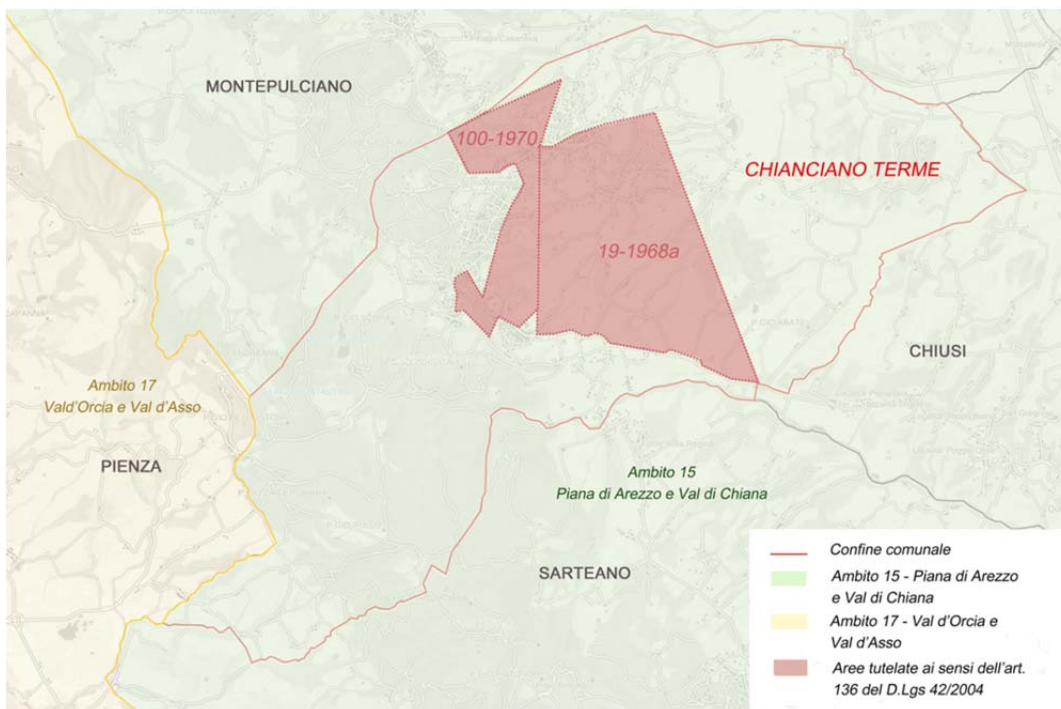 MONTEPULCIANO
100-1970
CHIANCIANO TERME
19-1968a
CHIUSI
Ambito 17
Vald'Orcia e Val d'Asso
PIENZA
Ambito 15
Piana di Arezzo e Val di Chiana
SARTEANO
Confine comunale
Ambito 15 - Piana di Arezzo
e Val di Chiana
Ambito 17 - Val d'Orcia e
Val d'Asso
Aree tutelate ai sensi dell'art.
136 del D.Lgs 42/2004